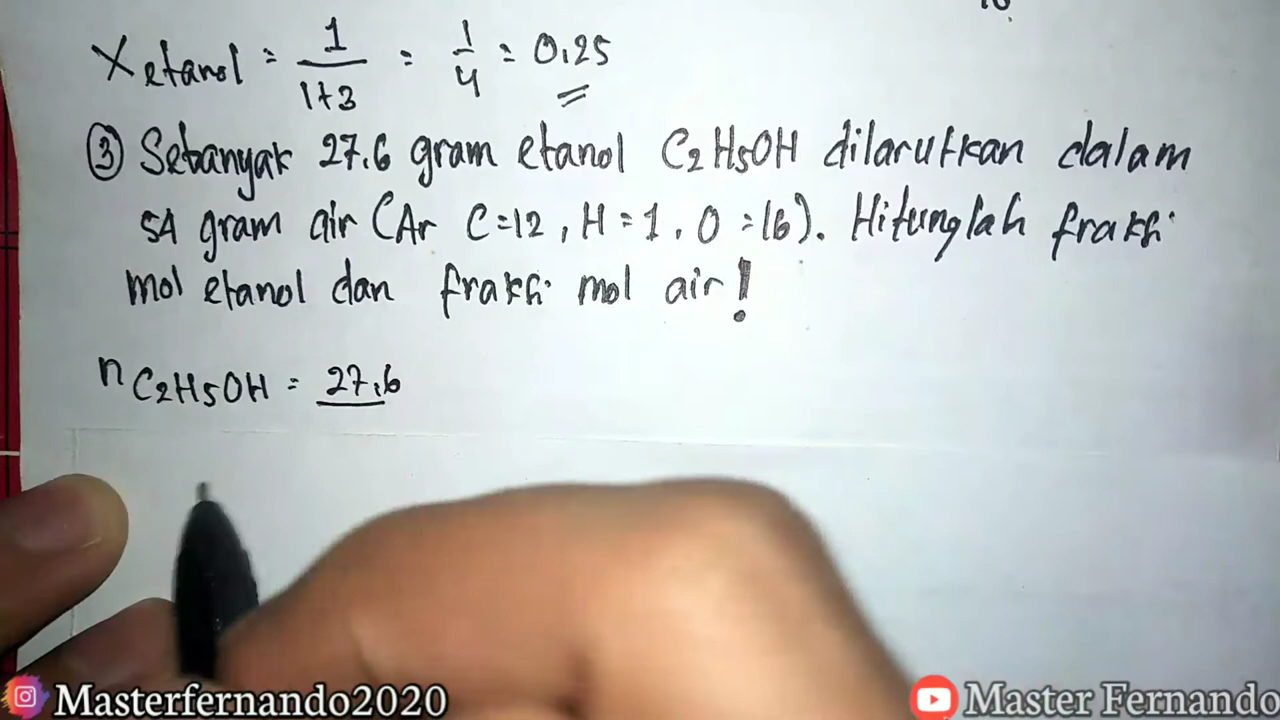 X etanol = 1 / 1+3 = 1/4 = 0,25
③ Sebanyak 27,6 gram etanol C2H5OH dilarutkan dalam
54 gram air (Ar C=12, H=1, O=16). Hitunglah fraksi
mol etanol dan fraksi mol air!
n C2H5OH = 27,6
Masterfernando2020
Master Fernando